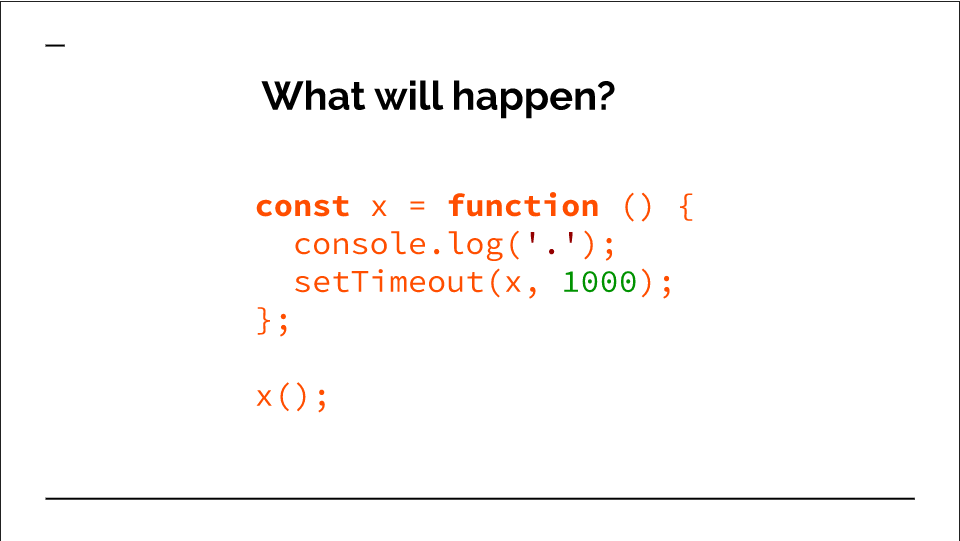 What will happen?
const x = function () {
  console.log('.');
  setTimeout(x, 1000);
};
x();